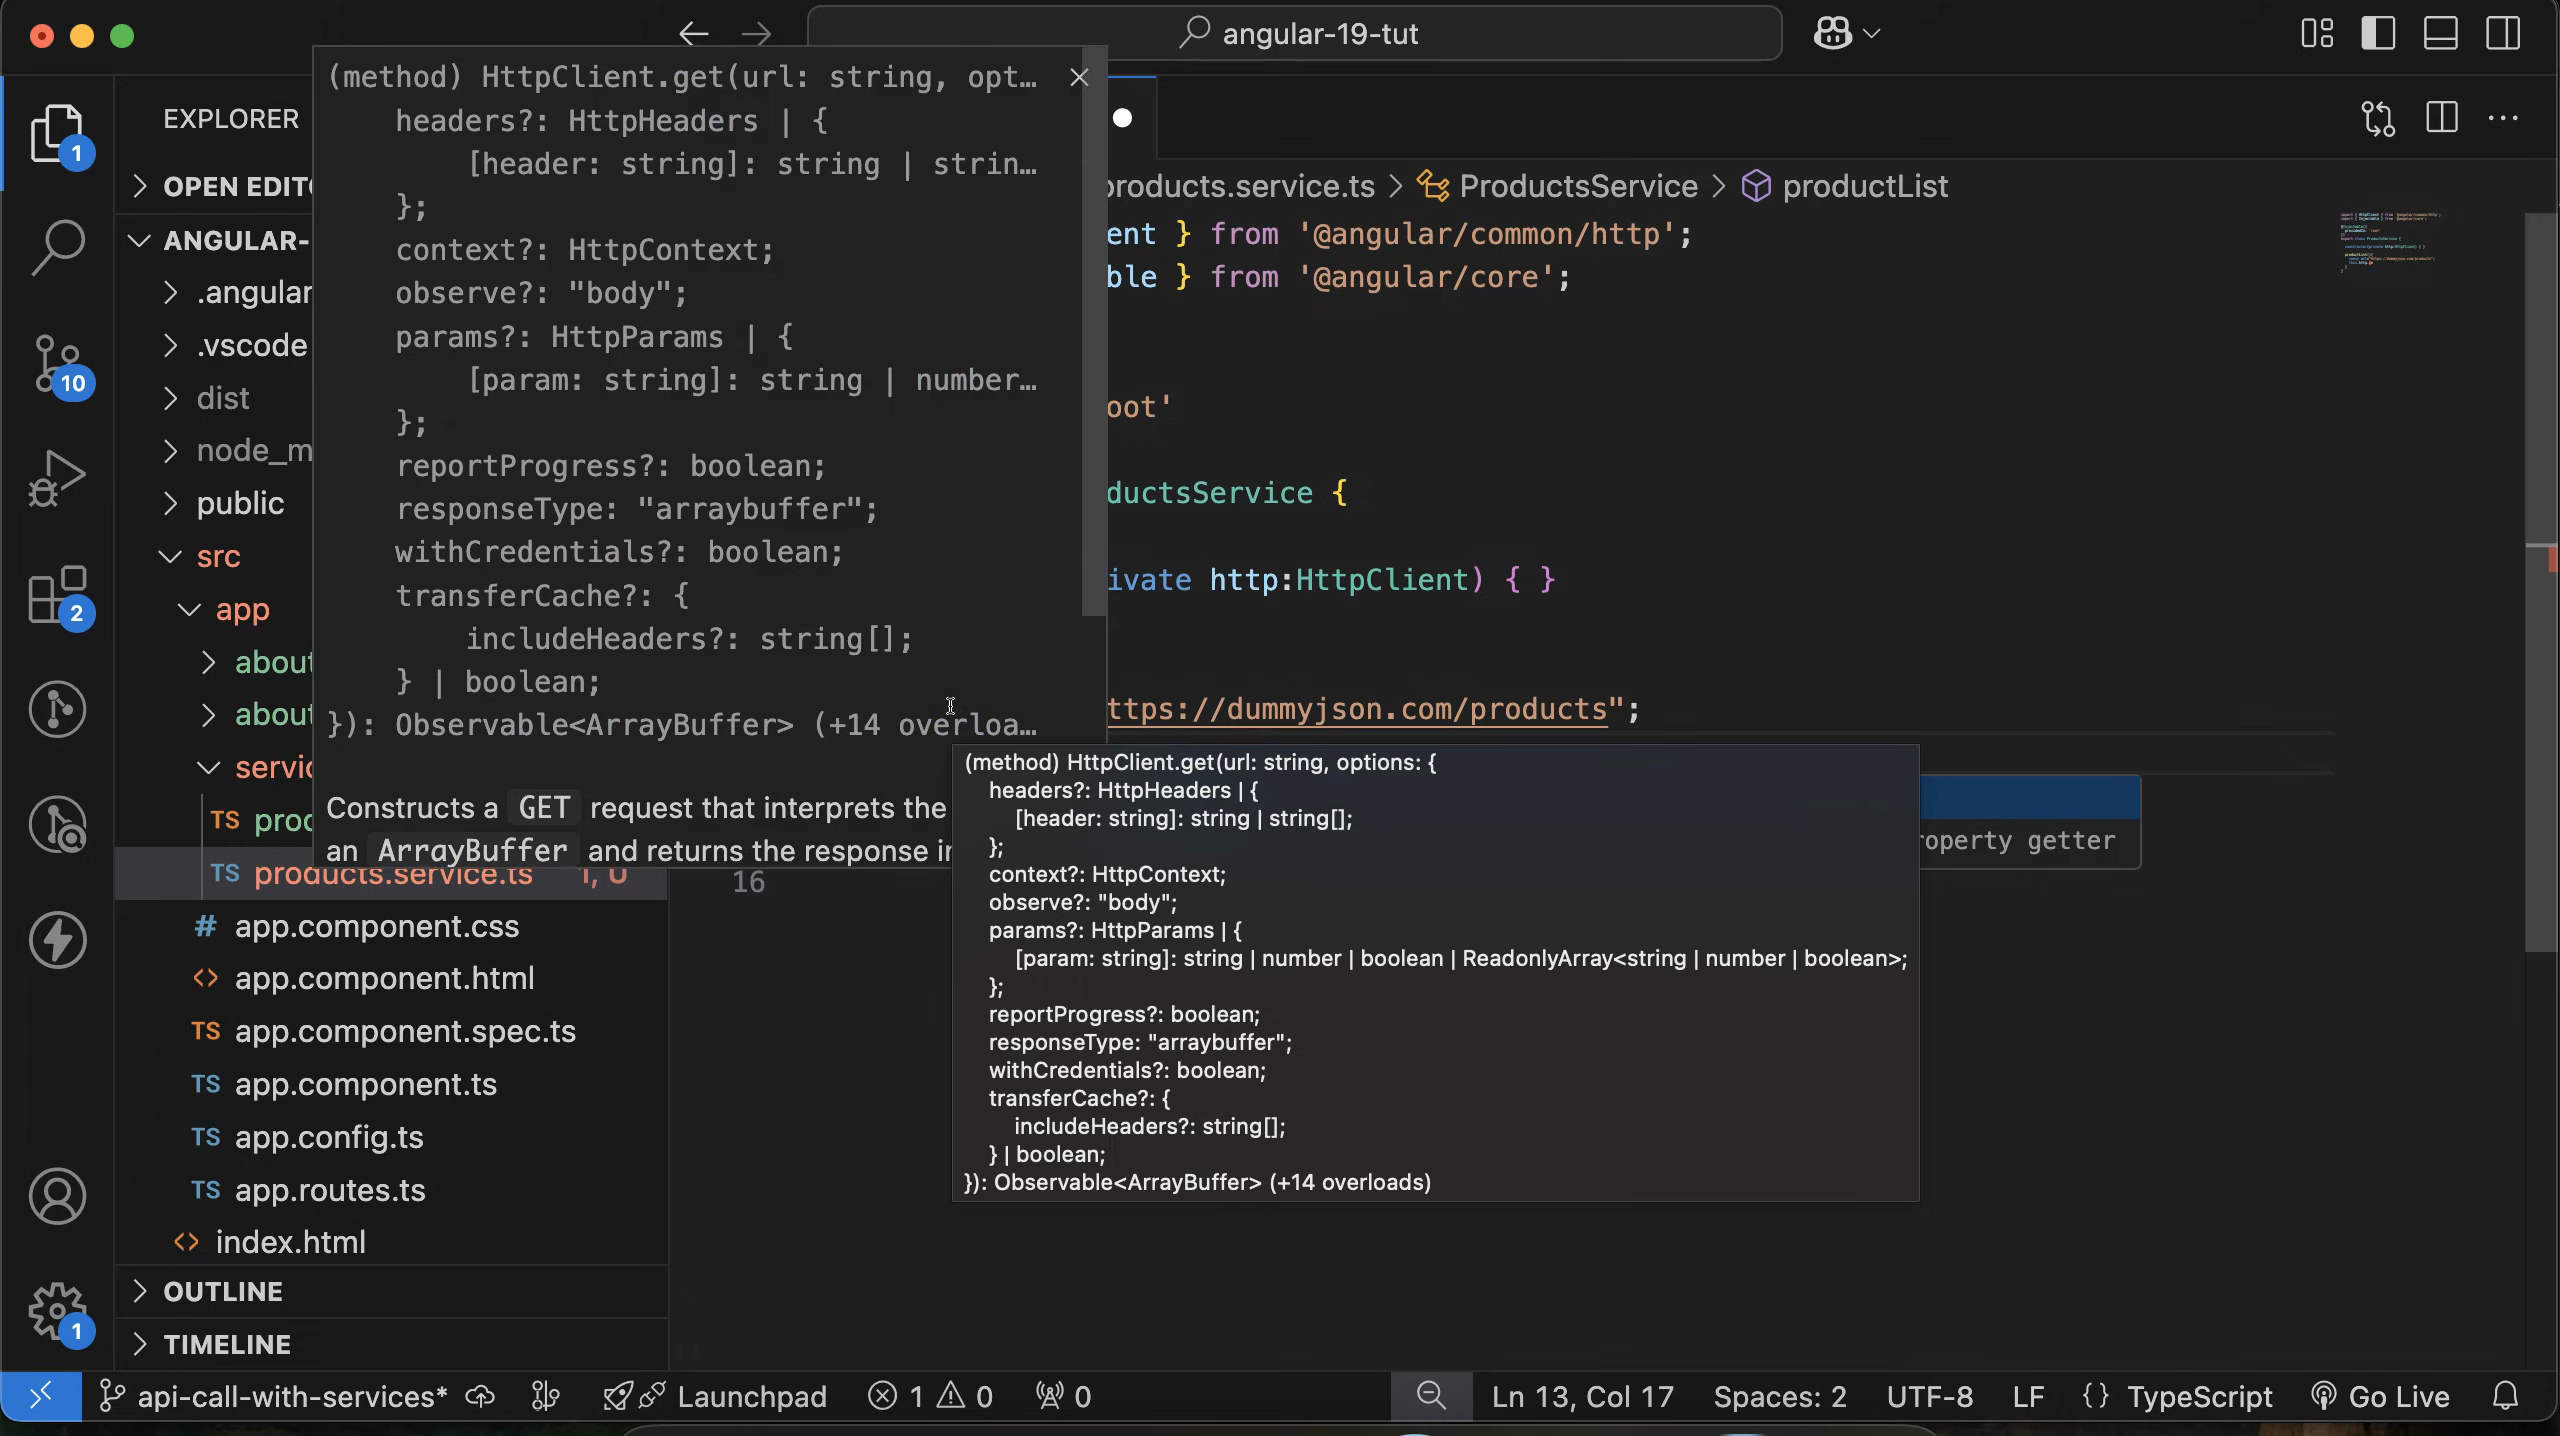 angular-19-tut
EXPLORER
OPEN EDIT
ANGULAR-
.angular
.vscode
dist
node_m
public
src
app
about
about
servic
TS prod
TS products.service.ts 1, U
# app.component.css
<> app.component.html
TS app.component.spec.ts
TS app.component.ts
TS app.config.ts
TS app.routes.ts
<> index.html
OUTLINE
TIMELINE
1
10
2
1
(method) HttpClient.get(url: string, opt…
headers?: HttpHeaders | {
[header: string]: string | strin…
};
context?: HttpContext;
observe?: "body";
params?: HttpParams | {
[param: string]: string | number…
};
reportProgress?: boolean;
responseType: "arraybuffer";
withCredentials?: boolean;
transferCache?: {
includeHeaders?: string[];
} | boolean;
}): Observable<ArrayBuffer> (+14 overloa…
Constructs a GET request that interprets the
an ArrayBuffer and returns the response in
products.service.ts > ProductsService > productList
ent } from '@angular/common/http';
ble } from '@angular/core';
oot'
ductsService {
ivate http:HttpClient) { }
ttps://dummyjson.com/products";
roperty getter
16
(method) HttpClient.get(url: string, options: {
headers?: HttpHeaders | {
[header: string]: string | string[];
};
context?: HttpContext;
observe?: "body";
params?: HttpParams | {
[param: string]: string | number | boolean | ReadonlyArray<string | number | boolean>;
};
reportProgress?: boolean;
responseType: "arraybuffer";
withCredentials?: boolean;
transferCache?: {
includeHeaders?: string[];
} | boolean;
}): Observable<ArrayBuffer> (+14 overloads)
api-call-with-services* Launchpad 1 0 0 Ln 13, Col 17 Spaces: 2 UTF-8 LF {} TypeScript Go Live